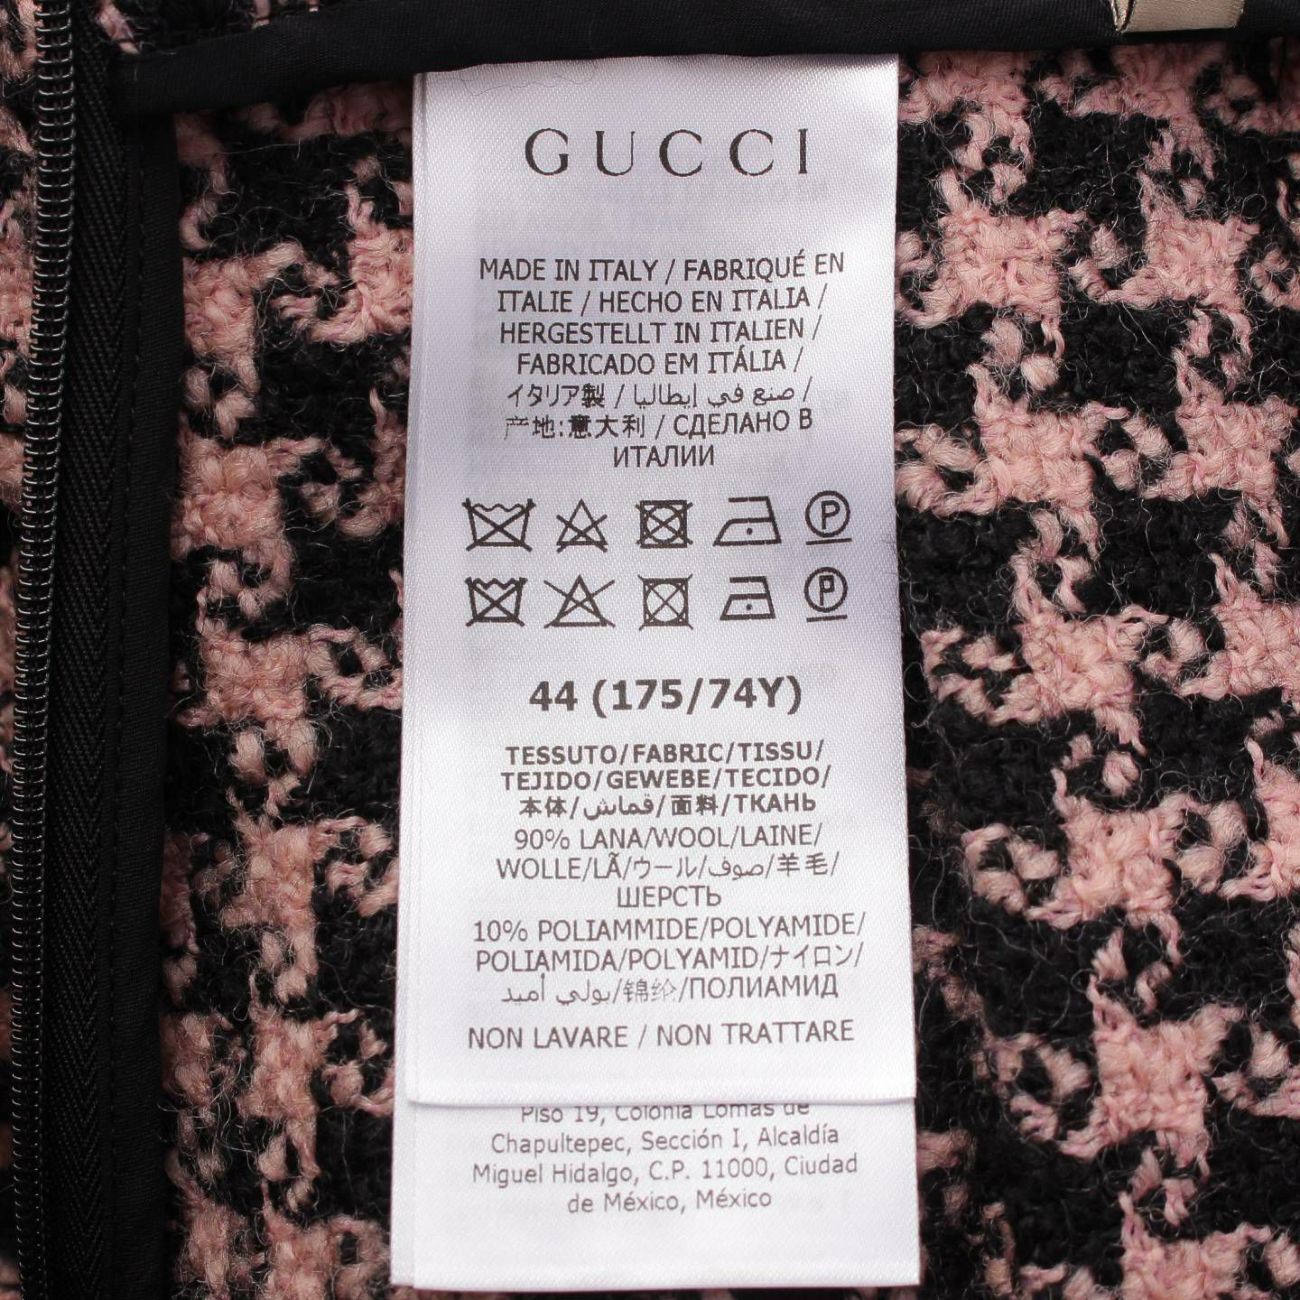 GUCCI
MADE IN ITALY / FABRIQUÉ EN
ITALIE / HECHO EN ITALIA /
HERGESTELLT IN ITALIEN /
FABRICADO EM ITÁLIA /
イタリア製 / صنع في إيطاليا /
产地:意大利 / СДЕЛАНО В
ИТАЛИИ
P
P
44 (175/74Y)
TESSUTO/FABRIC/TISSU/
TEJIDO/GEWEBE/TECIDO/
本体/قماش/面料/ТКАНЬ
90% LANA/WOOL/LAINE/
WOLLE/LÃ/ウール/صوف/羊毛/
ШЕРСТЬ
10% POLIAMMIDE/POLYAMIDE/
POLIAMIDA/POLYAMID/ナイロン/
بولي أميد/锦纶/ПОЛИАМИД
NON LAVARE / NON TRATTARE
Piso 19, Colonia Lomas de
Chapultepec, Sección I, Alcaldía
Miguel Hidalgo, C.P. 11000, Ciudad
de México, México